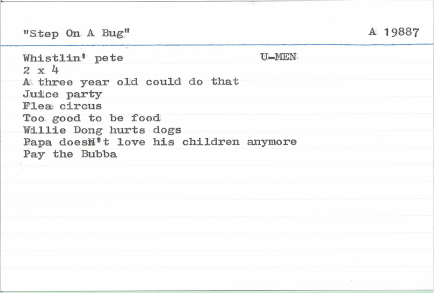 "Step On A Bug" A 19887
Whistlin' pete U-MEN
2 x 4
A three year old could do that
Juice party
Flea circus
Too good to be food
Willie Dong hurts dogs
Papa doesn't love his children anymore
Pay the Bubba